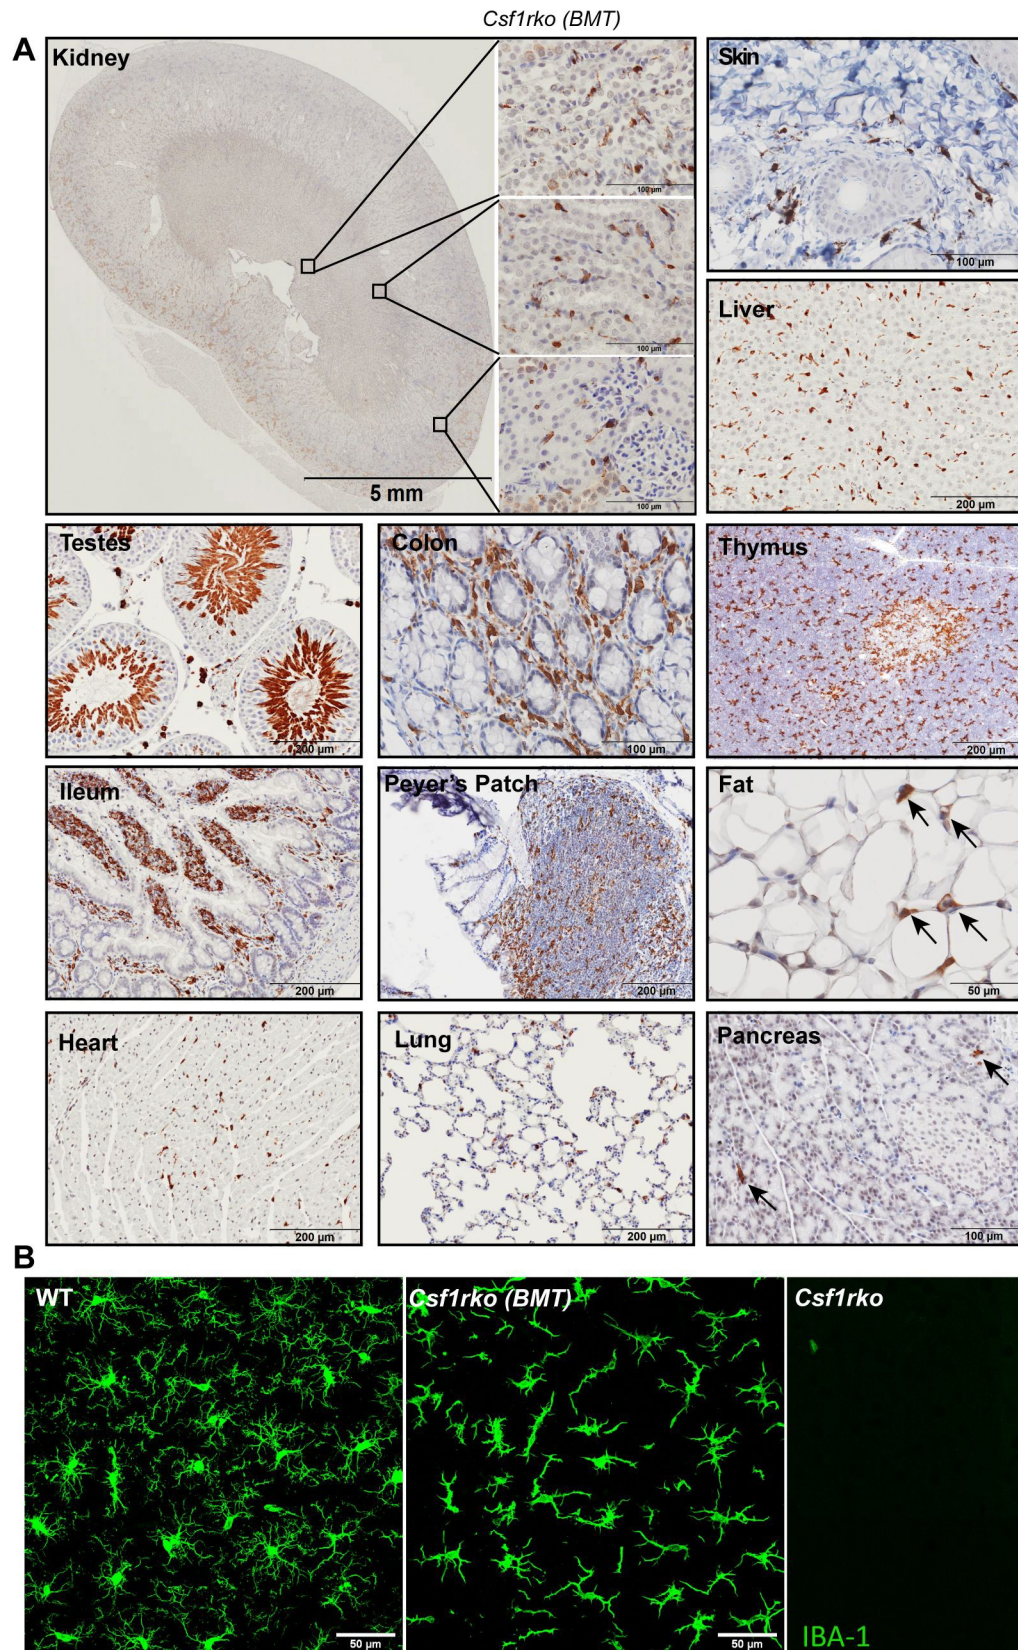 Csf1rko (BMT)
A
Kidney
100 µm
100 µm
100 µm
5 mm
Skin
100 µm
Liver
200 µm
Testes
200 µm
Colon
100 µm
Thymus
200 µm
Ileum
200 µm
Peyer's Patch
200 µm
Fat
50 µm
Heart
200 µm
Lung
200 µm
Pancreas
100 µm
B
WT
50 µm
Csf1rko (BMT)
50 µm
Csf1rko
IBA-1